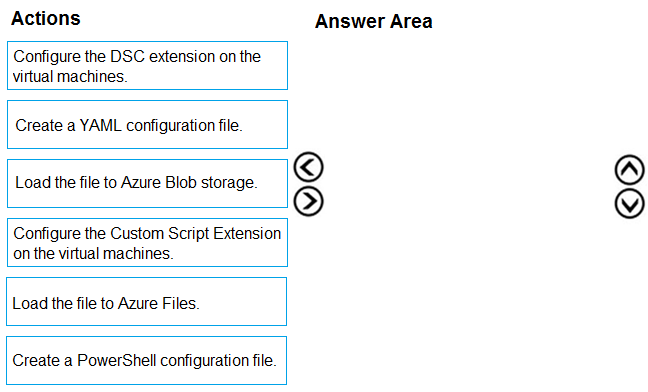 Actions
Answer Area
Configure the DSC extension on the
virtual machines.
Create a YAML configuration file.
Load the file to Azure Blob storage.
Configure the Custom Script Extension
on the virtual machines.
Load the file to Azure Files.
Create a PowerShell configuration file.